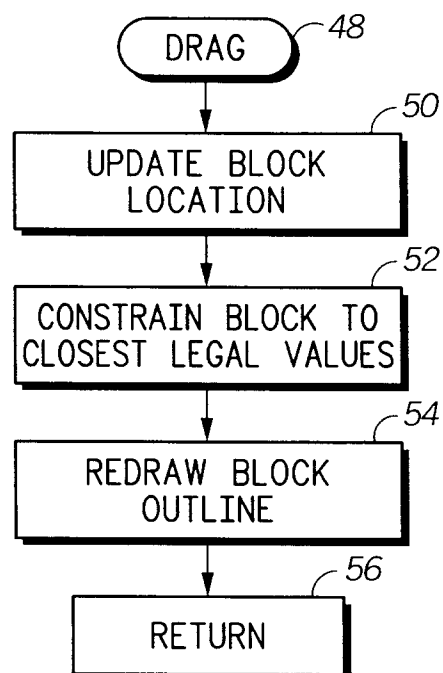 DRAG
48
50
UPDATE BLOCK
LOCATION
52
CONSTRAIN BLOCK TO
CLOSEST LEGAL VALUES
54
REDRAW BLOCK
OUTLINE
56
RETURN